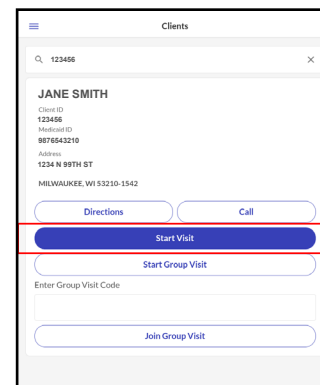 Clients
123456
JANE SMITH
Client ID
123456
Medicaid ID
9876543210
Address
1234 N 99TH ST
MILWAUKEE, WI 53210-1542
Directions
Call
Start Visit
Start Group Visit
Enter Group Visit Code
Join Group Visit